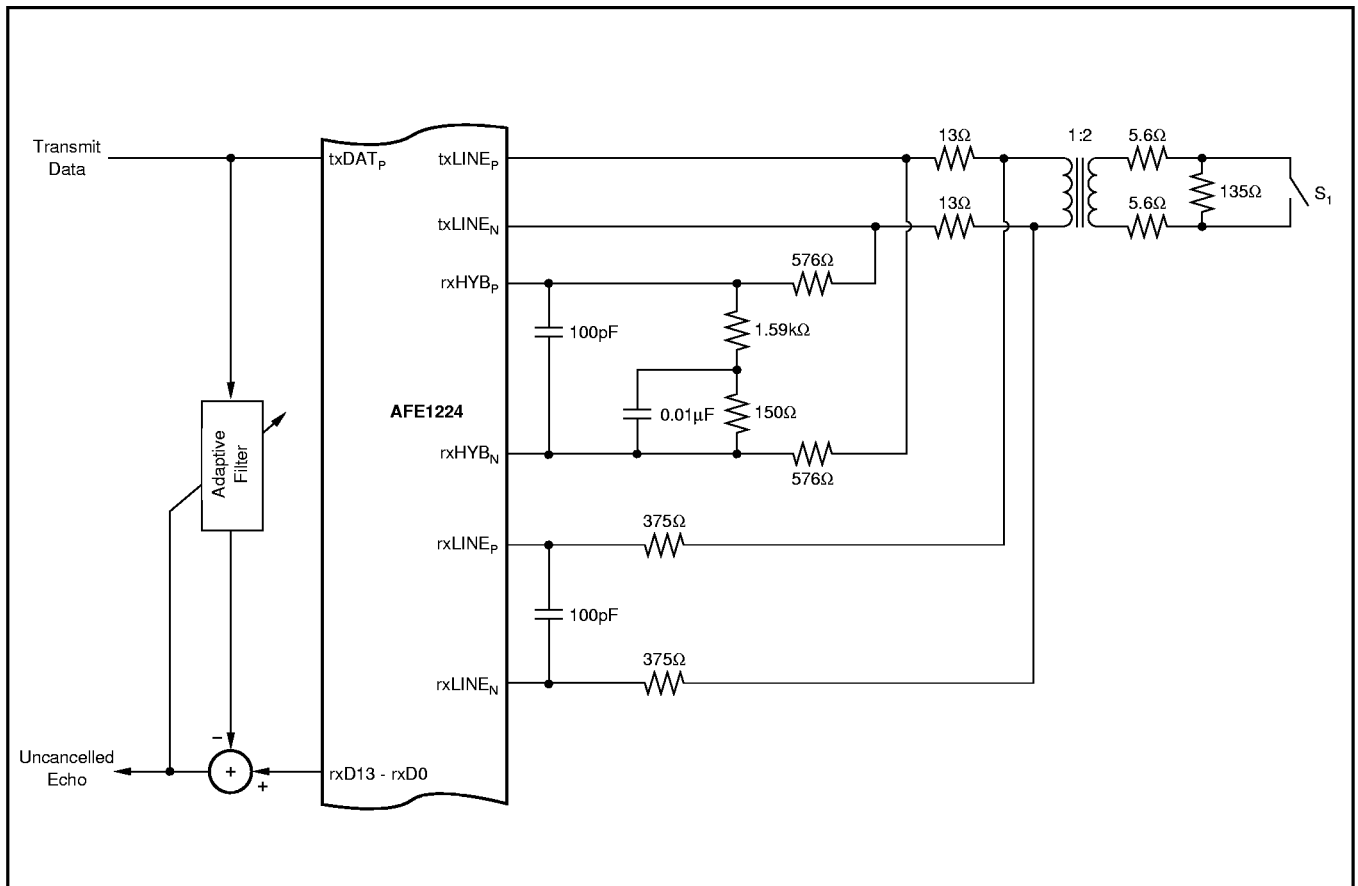 Transmit
Data
txDATP
txLINEP
13Ω
1:2
5.6Ω
135Ω
S1
txLINEN
13Ω
5.6Ω
rxHYBP
576Ω
100pF
1.59kΩ
AFE1224
0.01µF
150Ω
Adaptive
Filter
rxHYBN
576Ω
rxLINEP
375Ω
100pF
rxLINEN
375Ω
Uncancelled
Echo
–
+
+
rxD13 - rxD0